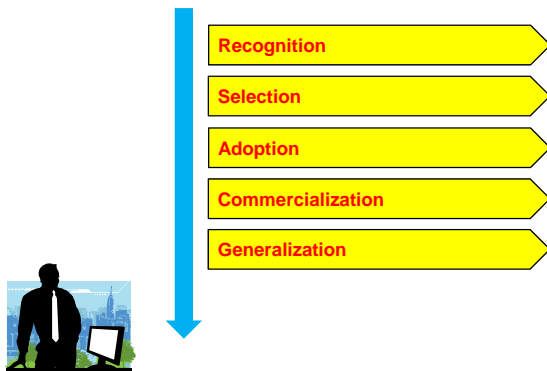 Recognition
Selection
Adoption
Commercialization
Generalization